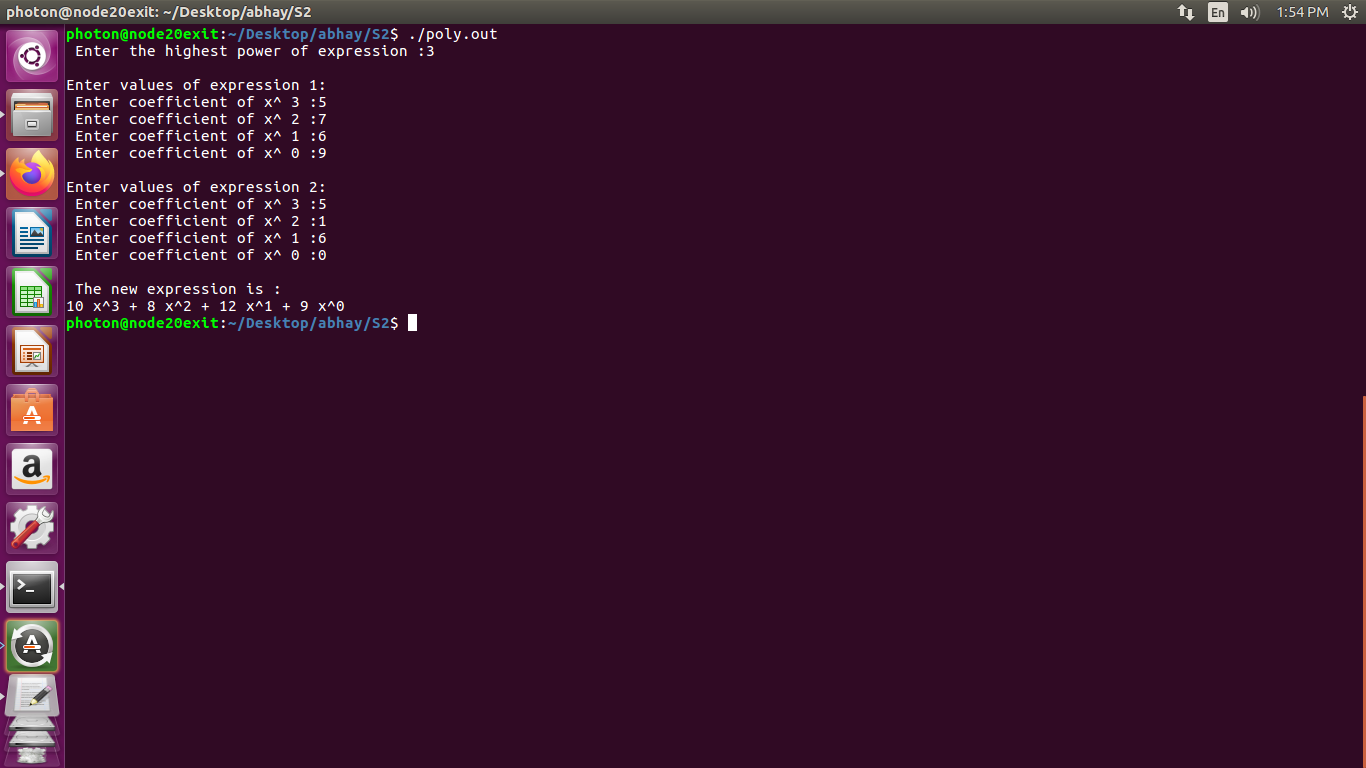 photon@node20exit: ~/Desktop/abhay/S2
En
1:54 PM
photon@node20exit:~/Desktop/abhay/S2$ ./poly.out
Enter the highest power of expression :3
Enter values of expression 1:
Enter coefficient of x^ 3 :5
Enter coefficient of x^ 2 :7
Enter coefficient of x^ 1 :6
Enter coefficient of x^ 0 :9
Enter values of expression 2:
Enter coefficient of x^ 3 :5
Enter coefficient of x^ 2 :1
Enter coefficient of x^ 1 :6
Enter coefficient of x^ 0 :0
The new expression is :
10 x^3 + 8 x^2 + 12 x^1 + 9 x^0
photon@node20exit:~/Desktop/abhay/S2$